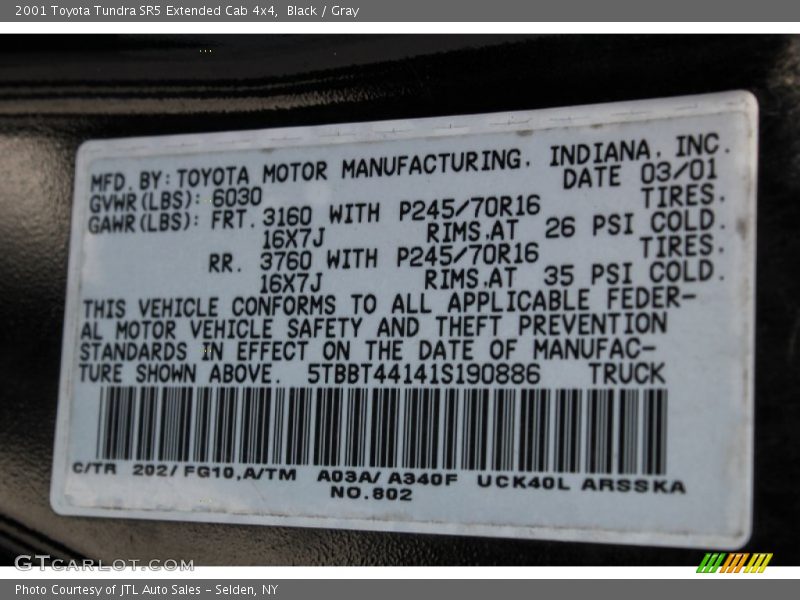 2001 Toyota Tundra SR5 Extended Cab 4x4, Black / Gray
MFD. BY: TOYOTA MOTOR MANUFACTURING, INDIANA, INC.
GVWR(LBS): 6030 DATE 03/01
GAWR(LBS): FRT. 3160 WITH P245/70R16 TIRES.
16X7J RIMS.AT 26 PSI COLD.
RR. 3760 WITH P245/70R16 TIRES.
16X7J RIMS.AT 35 PSI COLD.
THIS VEHICLE CONFORMS TO ALL APPLICABLE FEDER-
AL MOTOR VEHICLE SAFETY AND THEFT PREVENTION
STANDARDS IN EFFECT ON THE DATE OF MANUFAC-
TURE SHOWN ABOVE. 5TBBT44141S190886 TRUCK
C/TR 202/FG10,A/TM A03A/A340F UCK40L ARSSKA
NO.802
GTcarlot.com
Photo Courtesy of JTL Auto Sales - Selden, NY